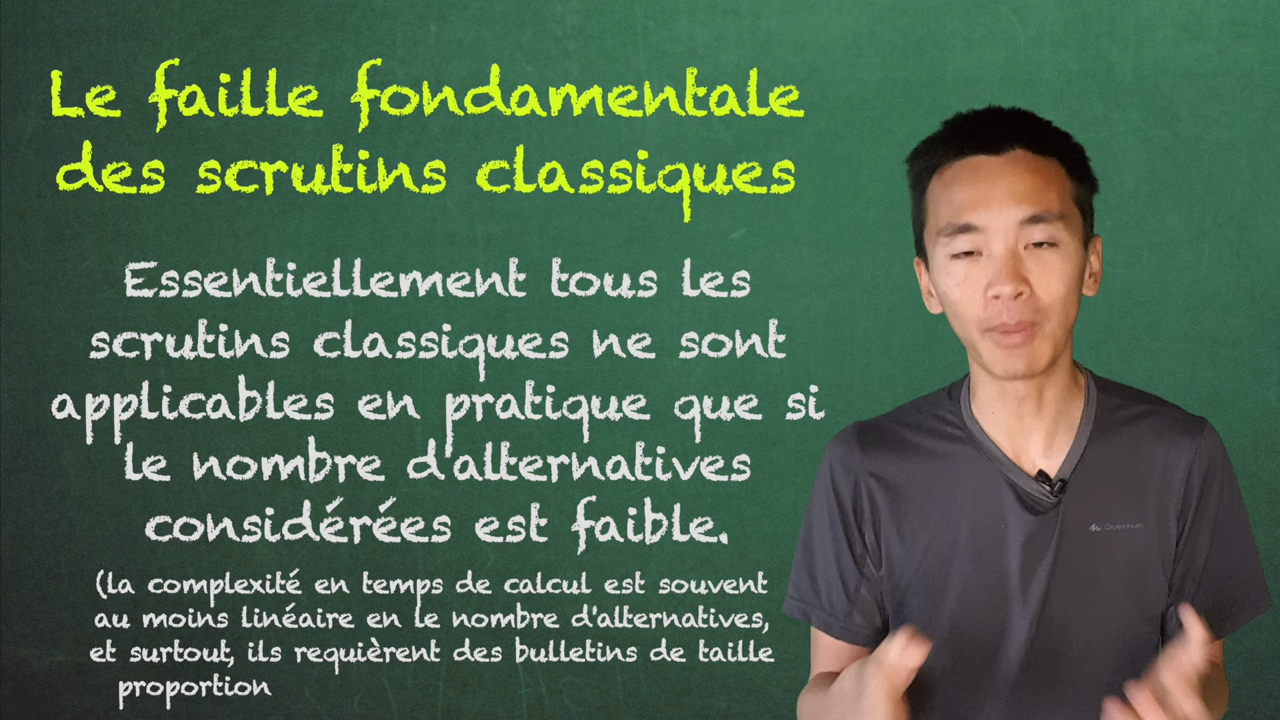 Le faille fondamentale
des scrutins classiques
Essentiellement tous les
scrutins classiques ne sont
applicables en pratique que si
le nombre d'alternatives
considérées est faible.
(la complexité en temps de calcul est souvent
au moins linéaire en le nombre d'alternatives,
et surtout, ils requièrent des bulletins de taille
proportion